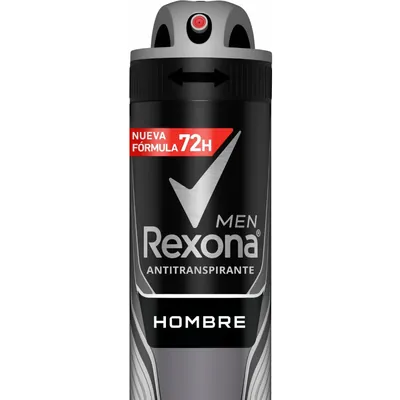 NUEVA
FÓRMULA 72H
MEN
Rexona®
ANTITRANSPIRANTE
HOMBRE